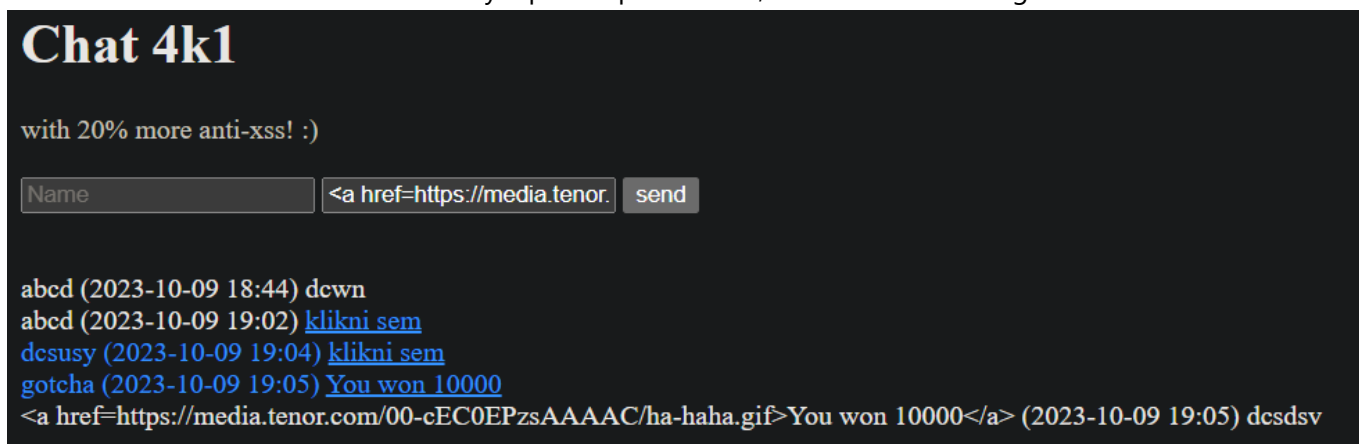 Chat 4k1
with 20% more anti-xss! :)
Name <a href=https://media.tenor. send
abcd (2023-10-09 18:44) dcwn
abcd (2023-10-09 19:02) klikni sem
dcsusy (2023-10-09 19:04) klikni sem
gotcha (2023-10-09 19:05) You won 10000
<a href=https://media.tenor.com/00-cEC0EPzsAAAAC/ha-haha.gif>You won 10000</a> (2023-10-09 19:05) dcsdsv